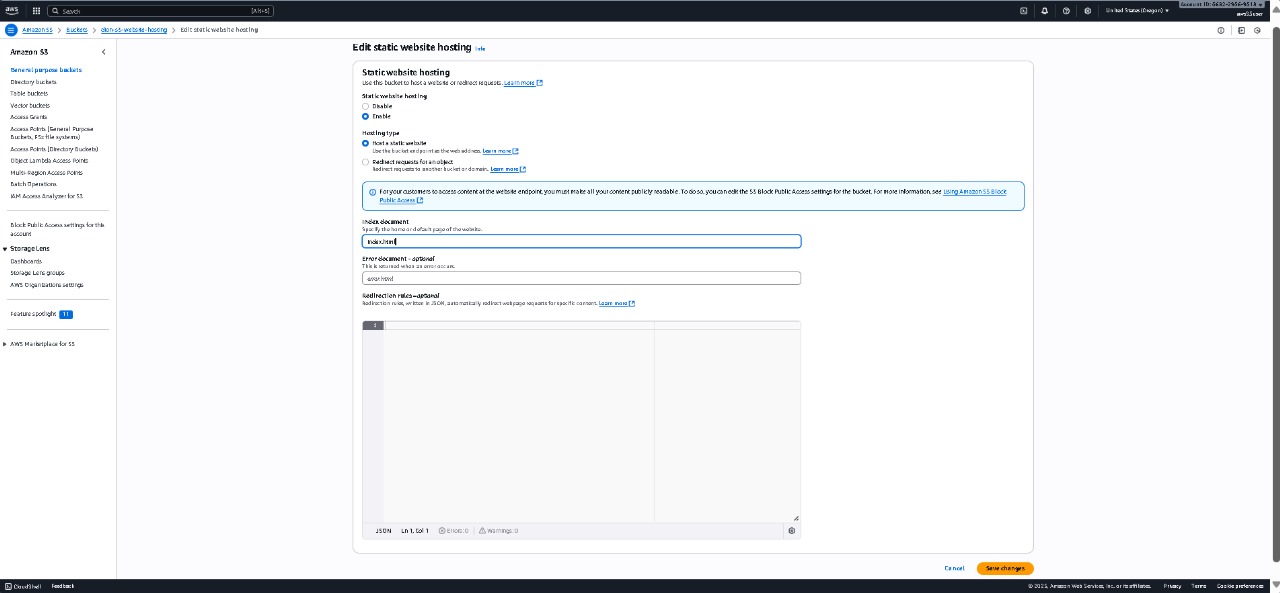 aws
Search
[Alt+S]
United States (Oregon)
Amazon S3
Buckets
Edit static website hosting
Amazon S3
General purpose buckets
Directory buckets
Table buckets
Vector buckets
Access Grants
Access Points (General Purpose
Buckets, FSx file systems)
Access Points (Directory Buckets)
Object Lambda Access Points
Multi-Region Access Points
Batch Operations
IAM Access Analyzer for S3
Block Public Access settings for this
account
Storage Lens
Dashboards
Storage Lens groups
AWS Organizations settings
Feature spotlight 11
AWS Marketplace for S3
Edit static website hosting Info
Static website hosting
Use this bucket to host a website or redirect requests. Learn more
Static website hosting
Disable
Enable
Hosting type
Host a static website
Use the bucket endpoint as the web address. Learn more
Redirect requests for an object
Redirect requests to another bucket or domain. Learn more
For your customers to access content at the website endpoint, you must make all your content publicly readable. To do so, you can edit the S3 Block Public Access settings for the bucket. For more information, see Using Amazon S3 Block
Public Access
Index document
Specify the home or default page of the website.
index.html
Error document - optional
This is returned when an error occurs.
error.html
Redirection rules – optional
Redirection rules, written in JSON, automatically redirect webpage requests for specific content. Learn more
1
JSON Ln 1, Col 1 Errors: 0 Warnings: 0
Cancel
Save changes
CloudShell
Feedback
© 2025, Amazon Web Services, Inc. or its affiliates.
Privacy
Terms
Cookie preferences